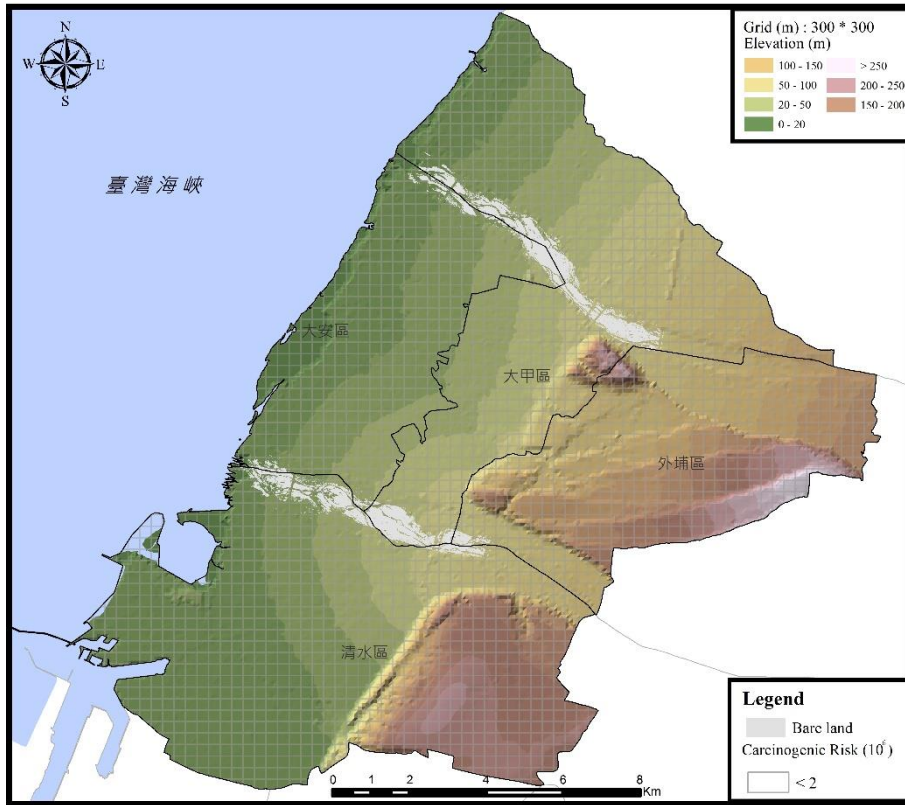 N
W
E
S
Grid (m) : 300 * 300
Elevation (m)
100 - 150
> 250
50 - 100
200 - 250
20 - 50
150 - 200
0 - 20
臺灣海峽
大安區
大甲區
外埔區
清水區
Legend
Bare land
Carcinogenic Risk (10⁶)
< 2
0 1 2 4 6 8
Km